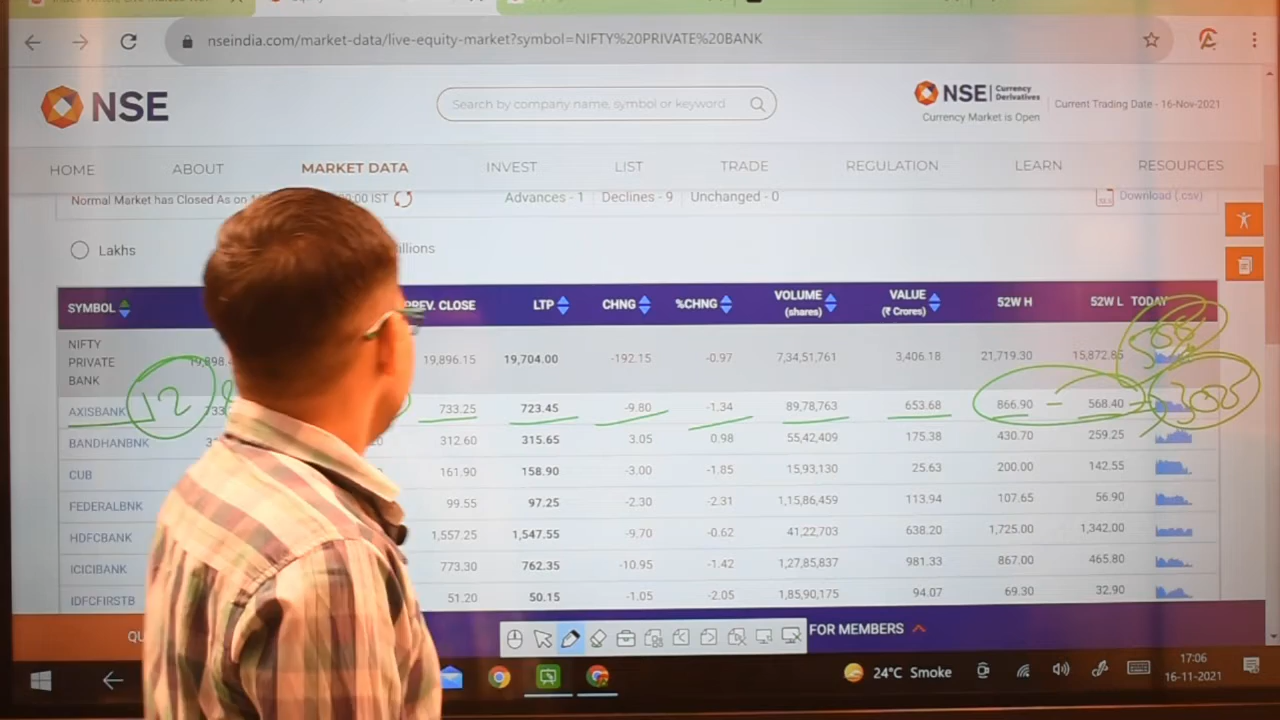 nseindia.com/market-data/live-equity-market?symbol=NIFTY%20PRIVATE%20BANK
NSE
Search by company name, symbol or keyword
NSE Currency Derivatives
Currency Market is Open
Current Trading Date - 16-Nov-2021
HOME ABOUT MARKET DATA INVEST LIST TRADE REGULATION LEARN RESOURCES
Normal Market has Closed As on
:00 IST
Advances - 1 Declines - 9 Unchanged - 0
Download (.csv)
Lakhs
illions
SYMBOL PREV. CLOSE LTP CHNG %CHNG VOLUME (shares) VALUE (₹ Crores) 52W H 52W L TODAY
NIFTY PRIVATE BANK 19,898. 19,896.15 19,704.00 -192.15 -0.97 7,34,51,761 3,406.18 21,719.30 15,872.85
AXISBANK 12 733.25 723.45 -9.80 -1.34 89,78,763 653.68 866.90 - 568.40 305
BANDHANBNK 312.60 315.65 3.05 0.98 55,42,409 175.38 430.70 259.25
CUB 161.90 158.90 -3.00 -1.85 15,93,130 25.63 200.00 142.55
FEDERALBNK 99.55 97.25 -2.30 -2.31 1,15,86,459 113.94 107.65 56.90
HDFCBANK 1,557.25 1,547.55 -9.70 -0.62 41,22,703 638.20 1,725.00 1,342.00
ICICIBANK 773.30 762.35 -10.95 -1.42 1,27,85,837 981.33 867.00 465.80
IDFCFIRSTB 51.20 50.15 -1.05 -2.05 1,85,90,175 94.07 69.30 32.90
QU
FOR MEMBERS
24°C Smoke
17:06
16-11-2021